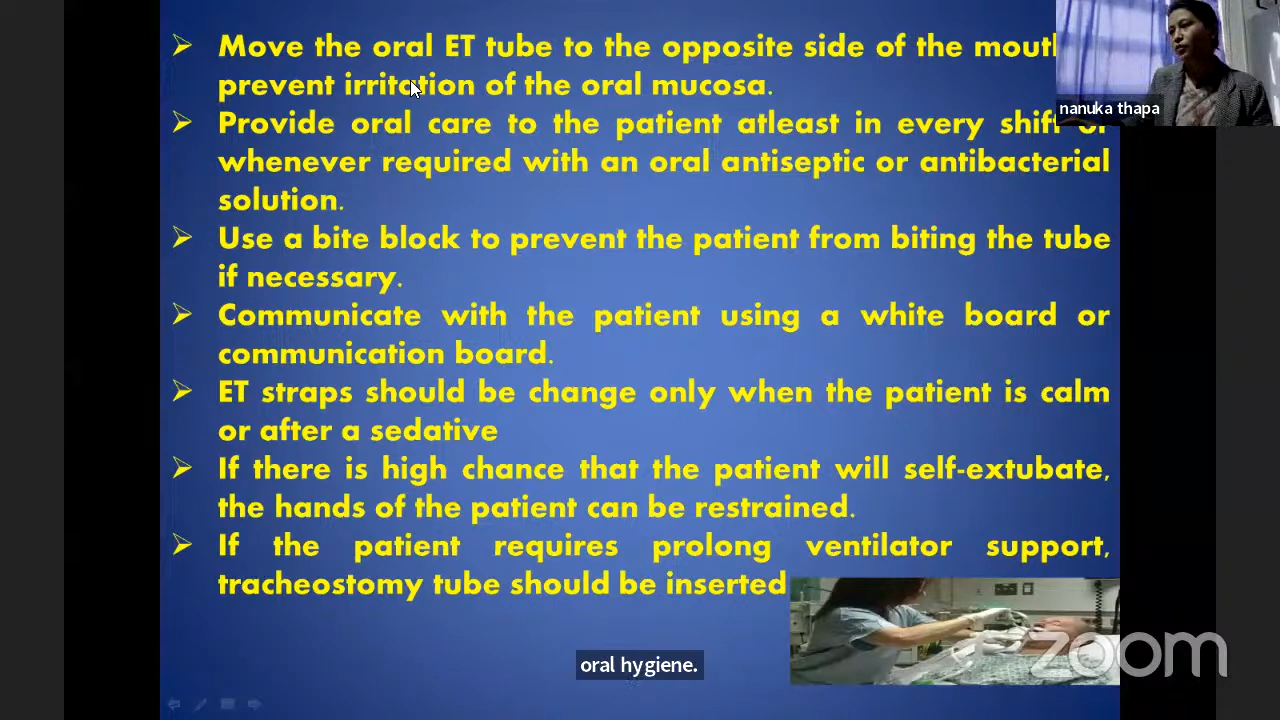 Move the oral ET tube to the opposite side of the mouth
prevent irritation of the oral mucosa.
Provide oral care to the patient atleast in every shift or
whenever required with an oral antiseptic or antibacterial
solution.
Use a bite block to prevent the patient from biting the tube
if necessary.
Communicate with the patient using a white board or
communication board.
ET straps should be change only when the patient is calm
or after a sedative
If there is high chance that the patient will self-extubate,
the hands of the patient can be restrained.
If the patient requires prolong ventilator support,
tracheostomy tube should be inserted
nanuka thapa
oral hygiene.
zoom